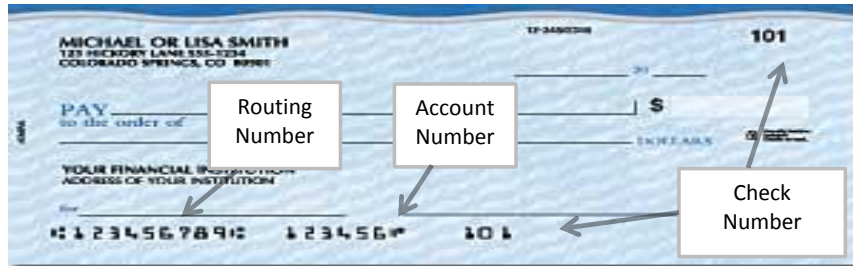 MICHAEL OR LISA SMITH
123 HICKORY LANE 555-1234
COLORADO SPRINGS, CO
101
20
PAY
to the order of
$
DOLLARS
Routing
Number
Account
Number
YOUR FINANCIAL INSTITUTION
ADDRESS OF YOUR INSTITUTION
for
Check
Number
⑆123456789⑆ 123456⑈ 101